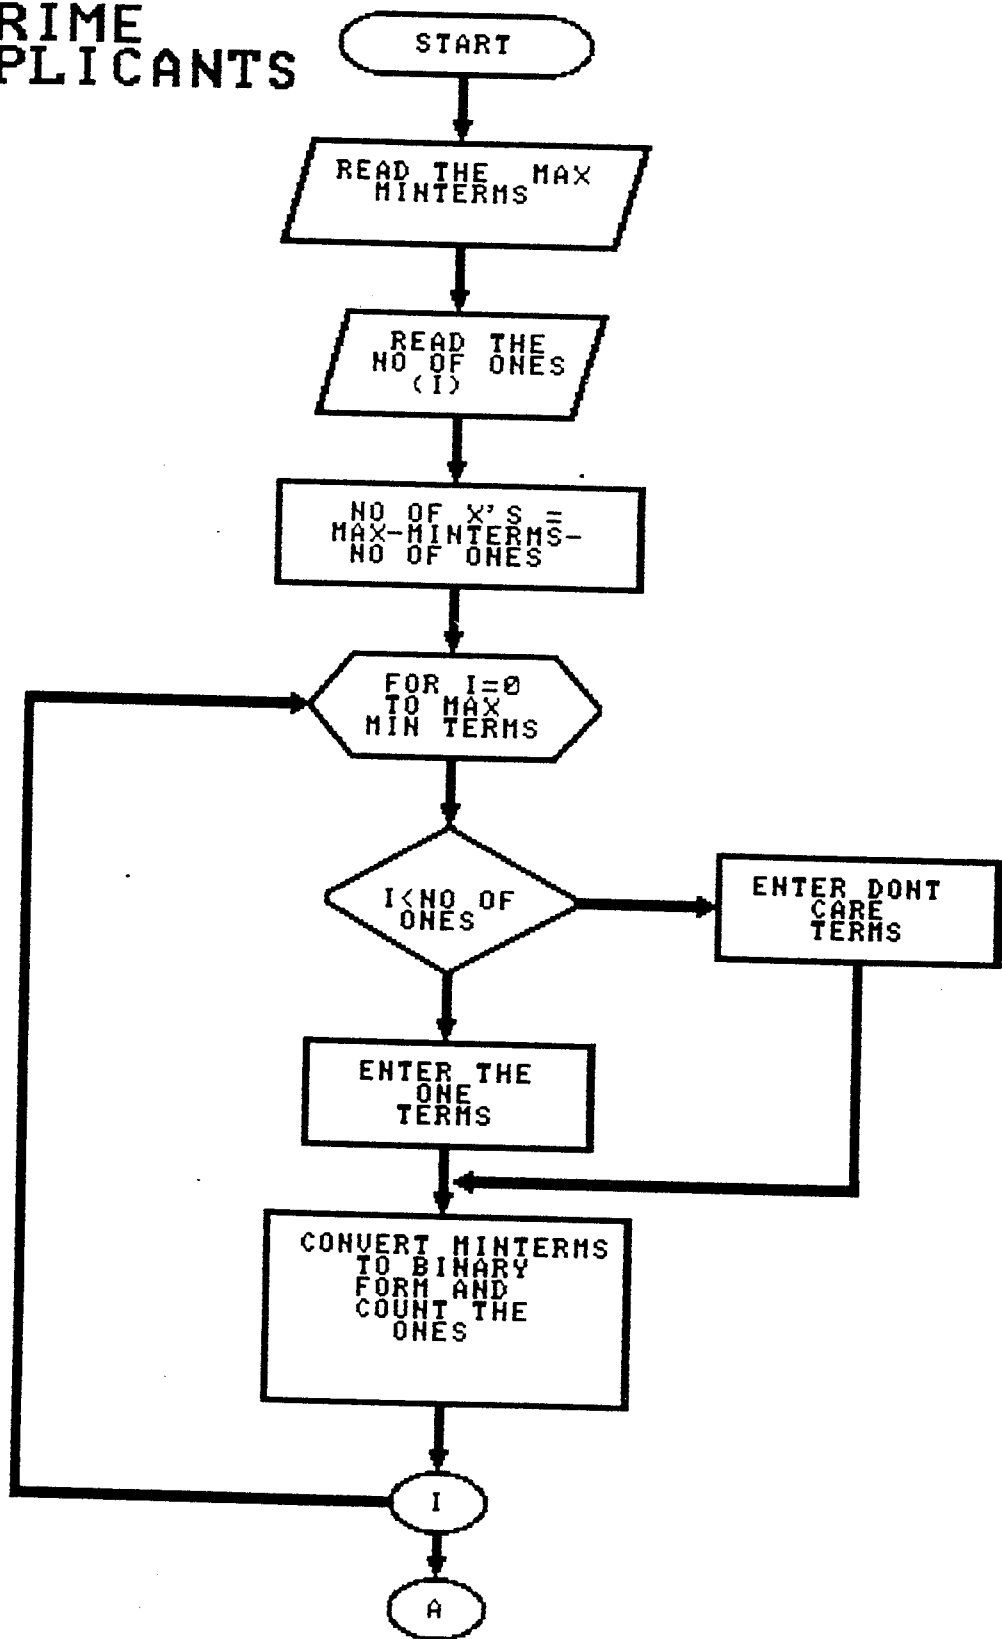 RIME
PLICANTS
START
READ THE MAX
MINTERMS
READ THE
NO OF ONES
(I)
NO OF X'S =
MAX-MINTERMS-
NO OF ONES
FOR I=0
TO MAX
MIN TERMS
I<NO OF
ONES
ENTER DONT
CARE
TERMS
ENTER THE
ONE
TERMS
CONVERT MINTERMS
TO BINARY
FORM AND
COUNT THE
ONES
I
A